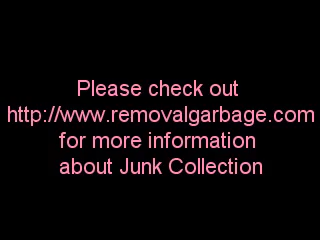 Please check out
http://www.removalgarbage.com
for more information
about Junk Collection